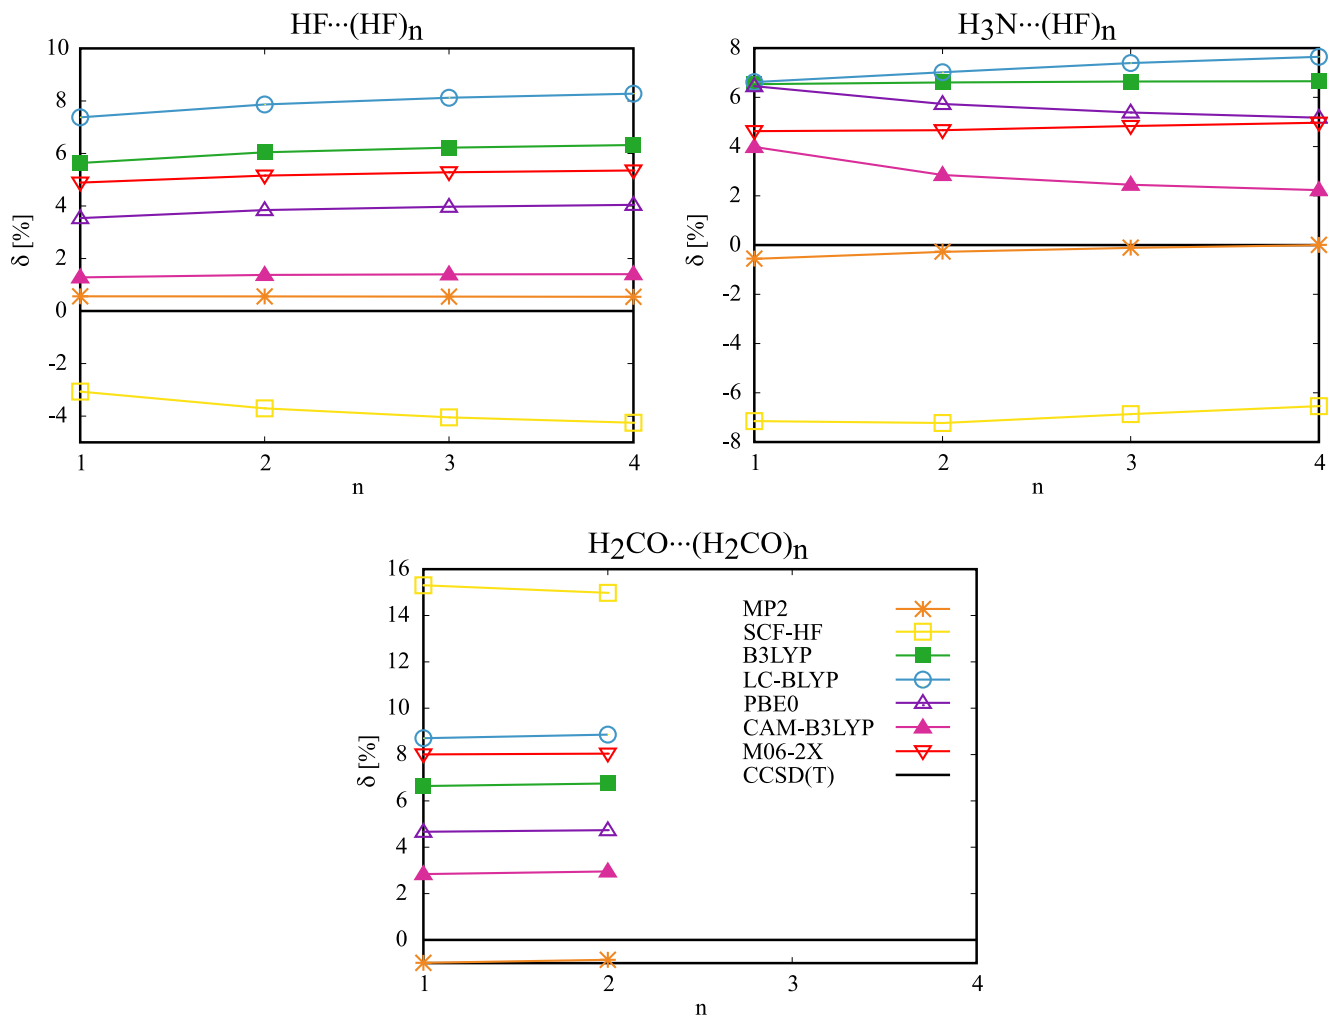 HF···(HF)n
10
8
6
4
2
0
-2
-4
δ [%]
1 2 3 4
n
H3N···(HF)n
8
6
4
2
0
-2
-4
-6
-8
δ [%]
1 2 3 4
n
H2CO···(H2CO)n
16
14
12
10
8
6
4
2
0
δ [%]
1 2 3 4
n
MP2
SCF-HF
B3LYP
LC-BLYP
PBE0
CAM-B3LYP
M06-2X
CCSD(T)